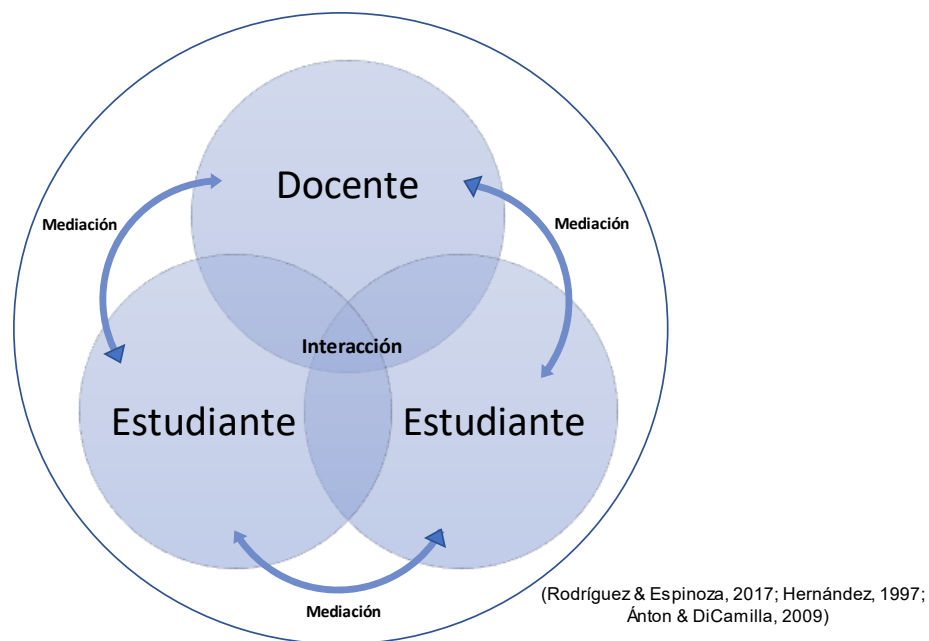 Docente
Mediación
Mediación
Interacción
Estudiante
Estudiante
Mediación
(Rodríguez & Espinoza, 2017; Hernández, 1997;
Ánton & DiCamilla, 2009)